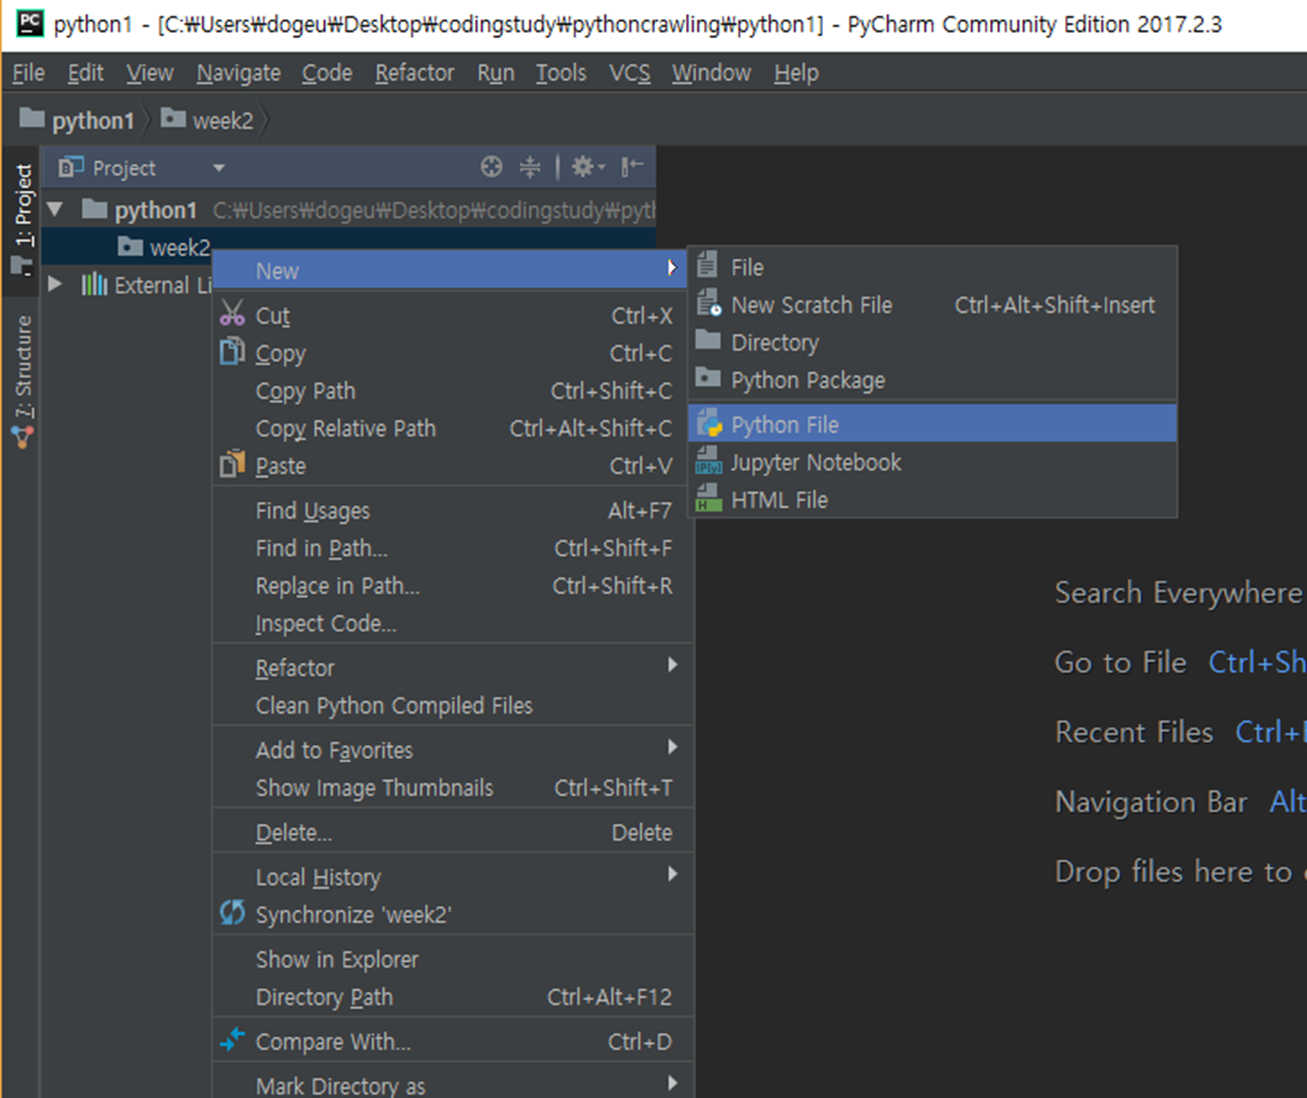 PC python1 - [C:₩Users₩dogeu₩Desktop₩codingstudy₩pythoncrawling₩python1] - PyCharm Community Edition 2017.2.3
File Edit View Navigate Code Refactor Run Tools VCS Window Help
python1 week2
Project
1: Project
7: Structure
python1 C:₩Users₩dogeu₩Desktop₩codingstudy₩pyth
week2
External Li
New
Cut Ctrl+X
Copy Ctrl+C
Copy Path Ctrl+Shift+C
Copy Relative Path Ctrl+Alt+Shift+C
Paste Ctrl+V
Find Usages Alt+F7
Find in Path... Ctrl+Shift+F
Replace in Path... Ctrl+Shift+R
Inspect Code...
Refactor
Clean Python Compiled Files
Add to Favorites
Show Image Thumbnails Ctrl+Shift+T
Delete... Delete
Local History
Synchronize 'week2'
Show in Explorer
Directory Path Ctrl+Alt+F12
Compare With... Ctrl+D
Mark Directory as
File
New Scratch File Ctrl+Alt+Shift+Insert
Directory
Python Package
Python File
IP[y] Jupyter Notebook
H HTML File
Search Everywhere
Go to File Ctrl+Sh
Recent Files Ctrl+
Navigation Bar Alt
Drop files here to